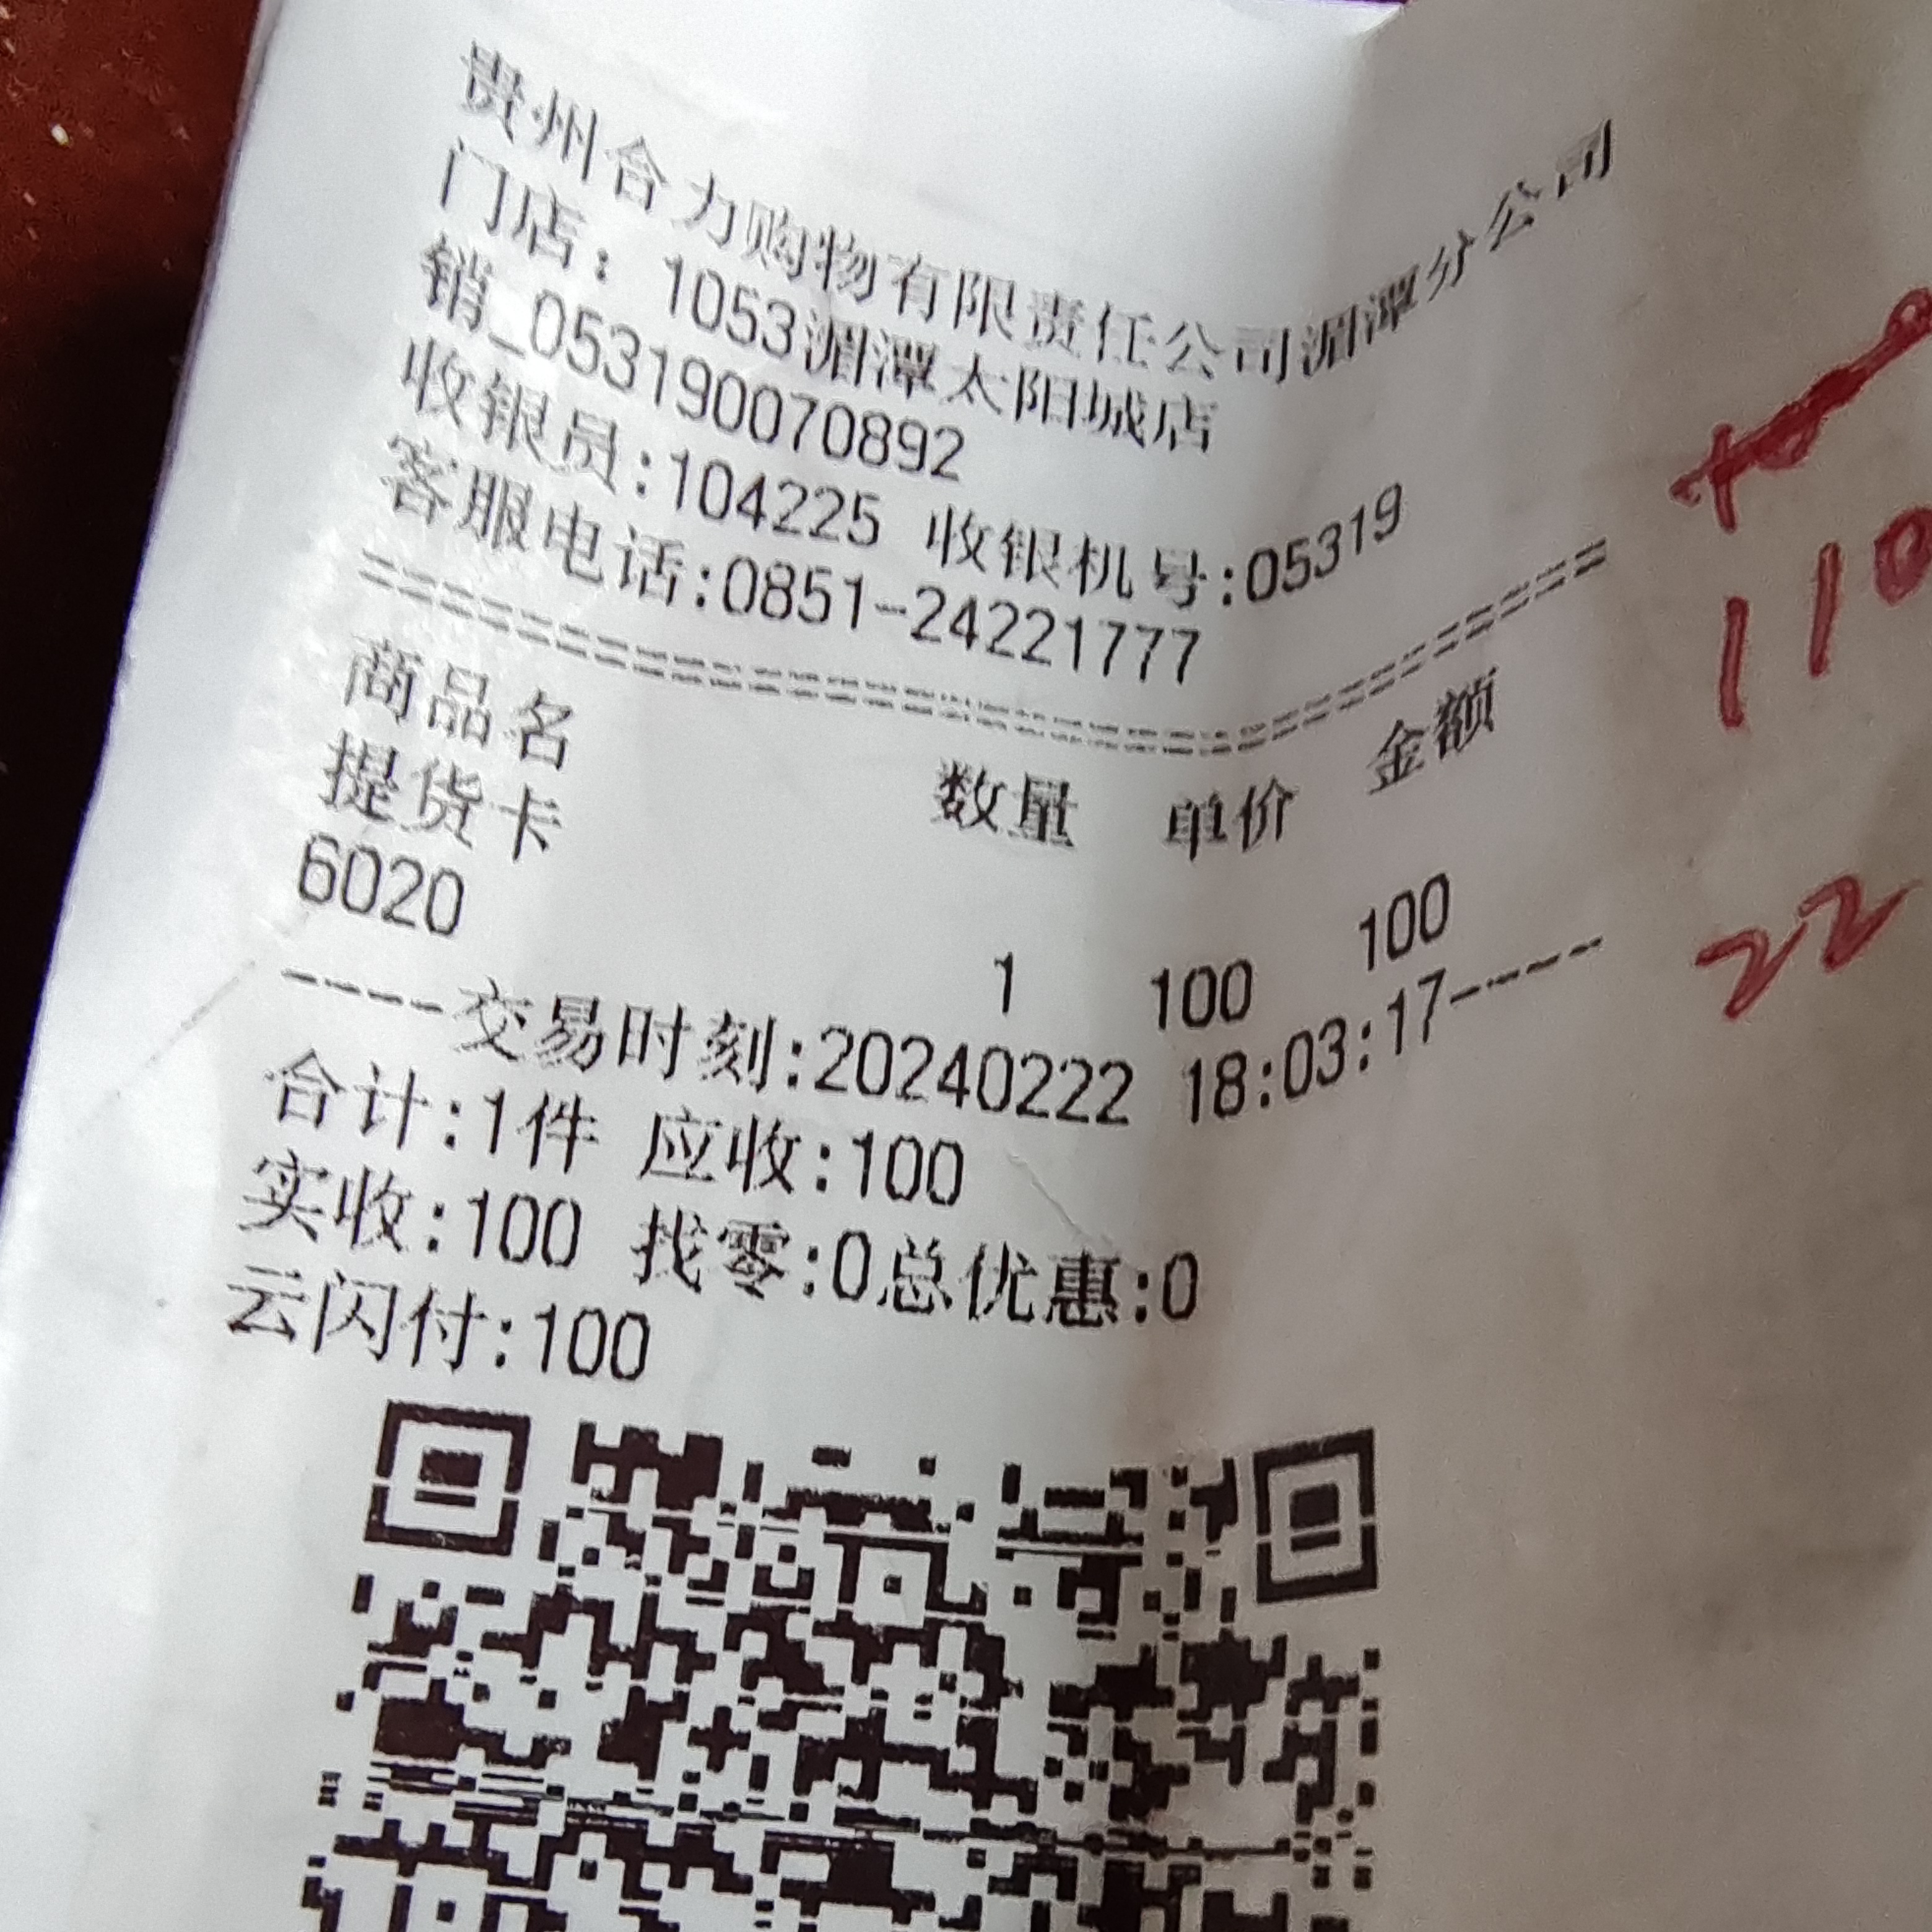 贵州合力购物有限责任公司湄潭分公司
门店：1053湄潭太阳城店
销_053190070892
收银员:104225 收银机号:05319
客服电话:0851-24221777
================================
商品名 数量 单价 金额
提货卡
6020 1 100 100
----交易时刻:20240222 18:03:17-----
合计:1件 应收:100
实收:100 找零:0总优惠:0
云闪付:100
110
22